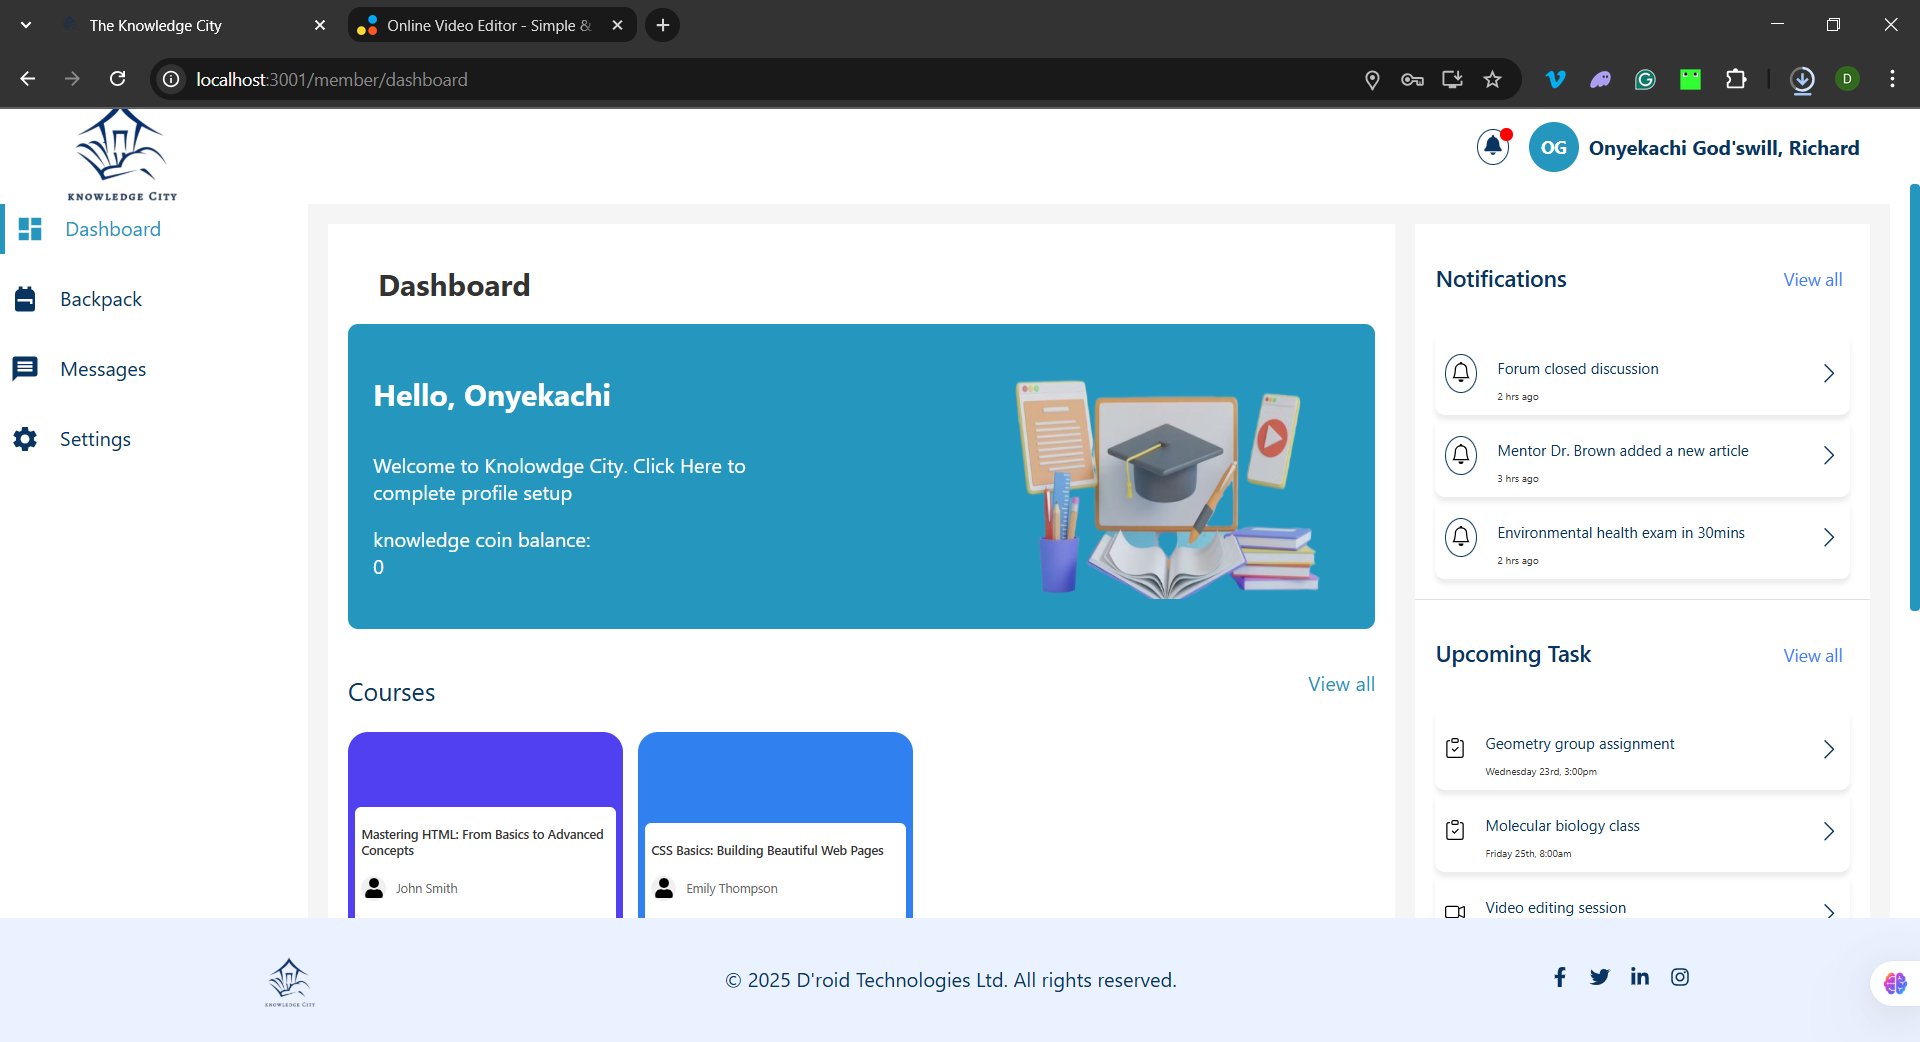 The Knowledge City
Online Video Editor - Simple &
localhost:3001/member/dashboard
D
KNOWLEDGE CITY
OG
Onyekachi God'swill, Richard
Dashboard
Backpack
Messages
Settings
Dashboard
Hello, Onyekachi
Welcome to Knolowdge City. Click Here to
complete profile setup
knowledge coin balance:
0
Courses
View all
Mastering HTML: From Basics to Advanced
Concepts
John Smith
CSS Basics: Building Beautiful Web Pages
Emily Thompson
Notifications
View all
Forum closed discussion
2 hrs ago
Mentor Dr. Brown added a new article
3 hrs ago
Environmental health exam in 30mins
2 hrs ago
Upcoming Task
View all
Geometry group assignment
Wednesday 23rd, 3:00pm
Molecular biology class
Friday 25th, 8:00am
Video editing session
KNOWLEDGE CITY
© 2025 D'roid Technologies Ltd. All rights reserved.